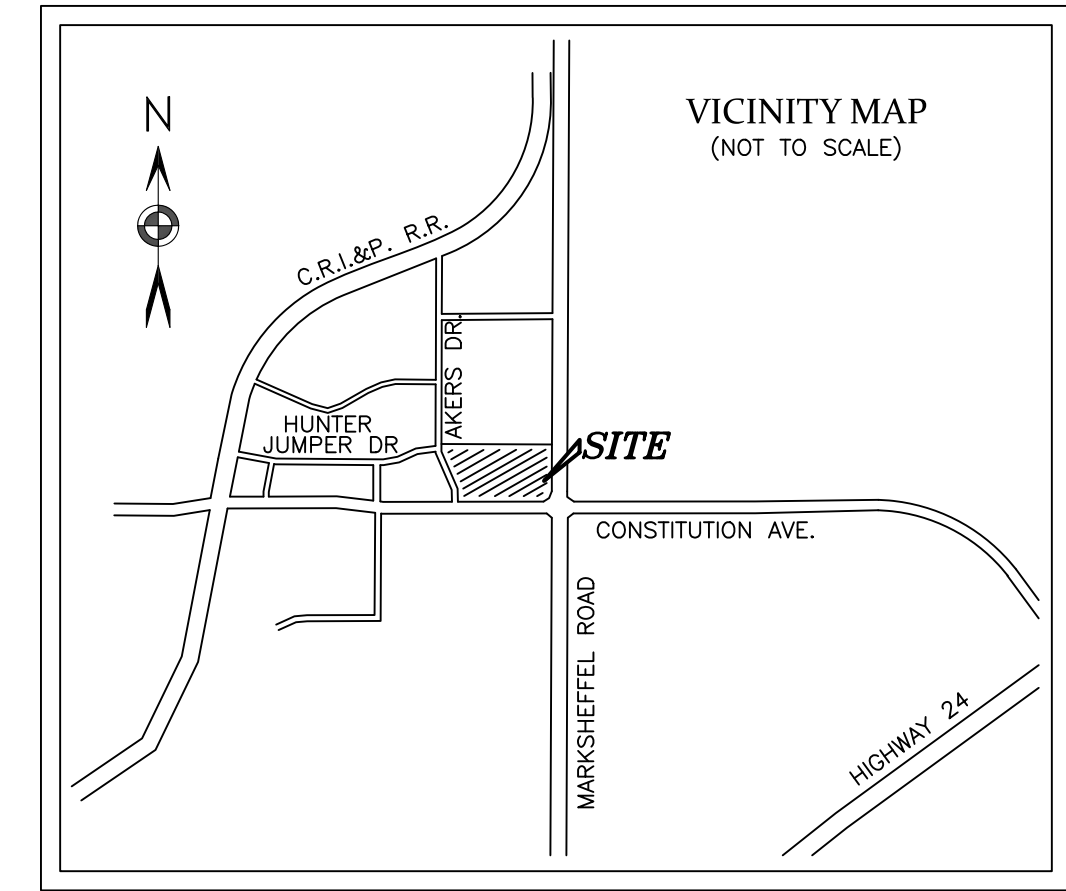 VICINITY MAP
(NOT TO SCALE)
N
C.R.I.&P. R.R.
AKERS DR.
HUNTER
JUMPER DR
SITE
CONSTITUTION AVE.
MARKSHEFFEL ROAD
HIGHWAY 24